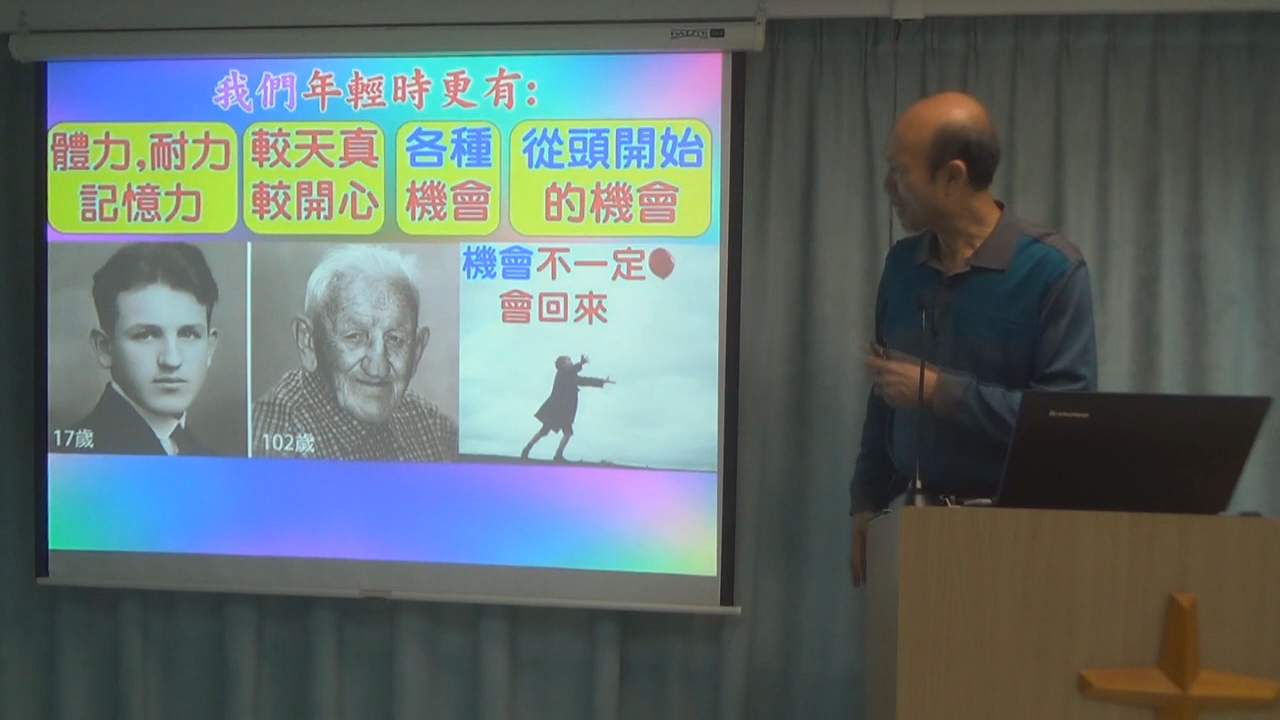 我們年輕時更有:
體力,耐力
記憶力
較天真
較開心
各種
機會
從頭開始
的機會
機會不一定
會回來
17歲
102歲
lenovo